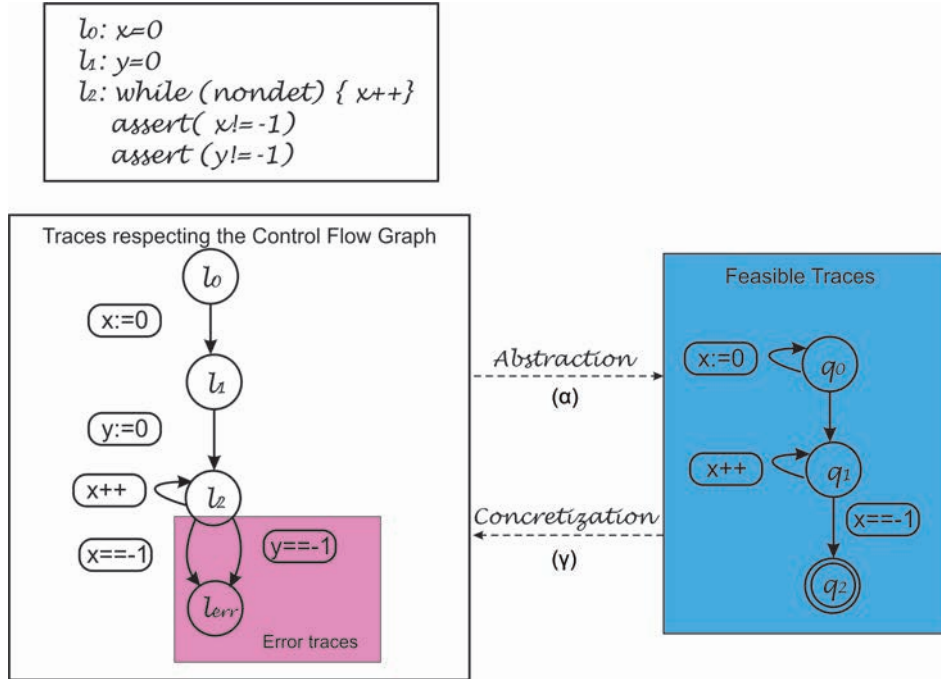 l0: x=0
l1: y=0
l2: while (nondet) { x++}
assert( x!=-1)
assert (y!=-1)
Traces respecting the Control Flow Graph
l0
x:=0
l1
y:=0
x++
l2
x==-1
y==-1
lerr
Error traces
Abstraction
(α)
Concretization
(γ)
Feasible Traces
x:=0
q0
x++
q1
x==-1
q2